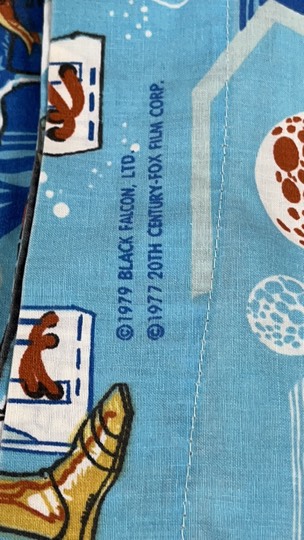 ©1979 BLACK FALCON, LTD.
©1977 20TH CENTURY-FOX FILM CORP.